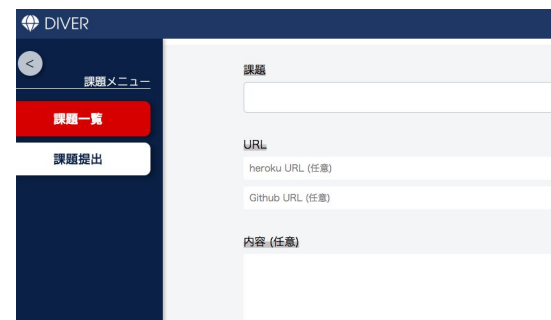 DIVER
<
課題メニュー
課題一覧
課題提出
課題
URL
heroku URL (任意)
Github URL (任意)
内容 (任意)